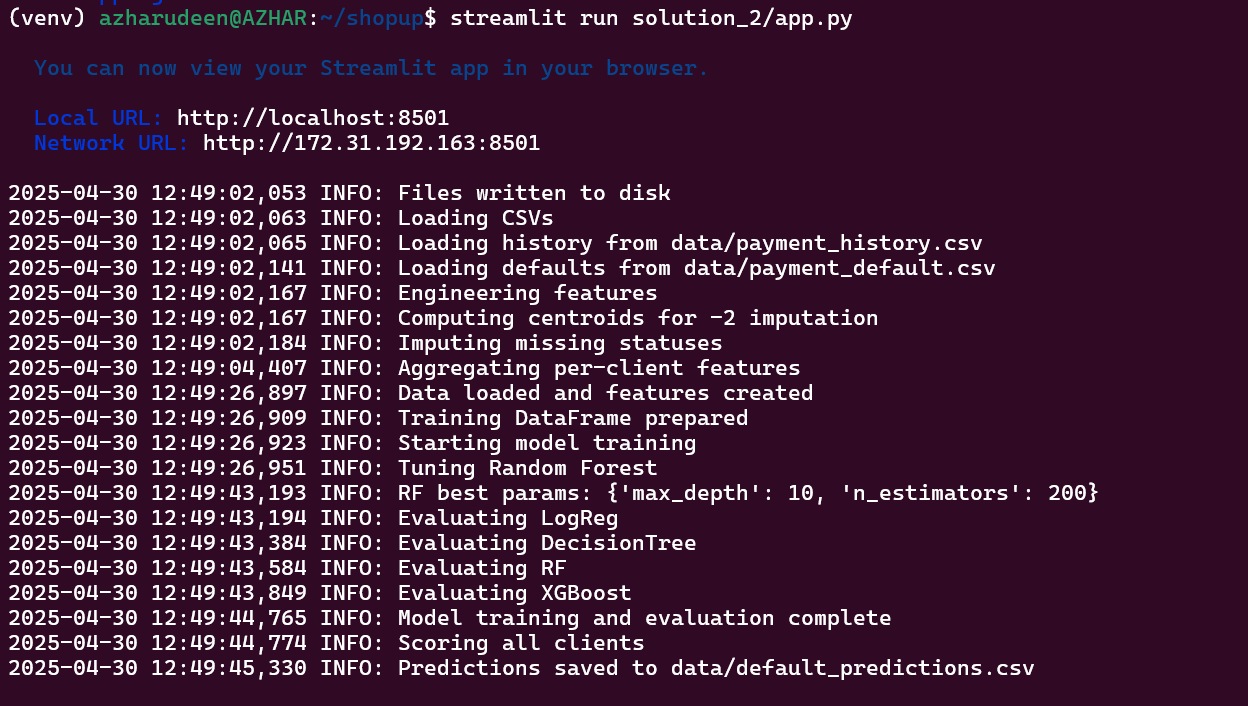 (venv) azharudeen@AZHAR:~/shopup$ streamlit run solution_2/app.py
You can now view your Streamlit app in your browser.
Local URL: http://localhost:8501
Network URL: http://172.31.192.163:8501
2025-04-30 12:49:02,053 INFO: Files written to disk
2025-04-30 12:49:02,063 INFO: Loading CSVs
2025-04-30 12:49:02,065 INFO: Loading history from data/payment_history.csv
2025-04-30 12:49:02,141 INFO: Loading defaults from data/payment_default.csv
2025-04-30 12:49:02,167 INFO: Engineering features
2025-04-30 12:49:02,167 INFO: Computing centroids for -2 imputation
2025-04-30 12:49:02,184 INFO: Imputing missing statuses
2025-04-30 12:49:04,407 INFO: Aggregating per-client features
2025-04-30 12:49:26,897 INFO: Data loaded and features created
2025-04-30 12:49:26,909 INFO: Training DataFrame prepared
2025-04-30 12:49:26,923 INFO: Starting model training
2025-04-30 12:49:26,951 INFO: Tuning Random Forest
2025-04-30 12:49:43,193 INFO: RF best params: {'max_depth': 10, 'n_estimators': 200}
2025-04-30 12:49:43,194 INFO: Evaluating LogReg
2025-04-30 12:49:43,384 INFO: Evaluating DecisionTree
2025-04-30 12:49:43,584 INFO: Evaluating RF
2025-04-30 12:49:43,849 INFO: Evaluating XGBoost
2025-04-30 12:49:44,765 INFO: Model training and evaluation complete
2025-04-30 12:49:44,774 INFO: Scoring all clients
2025-04-30 12:49:45,330 INFO: Predictions saved to data/default_predictions.csv